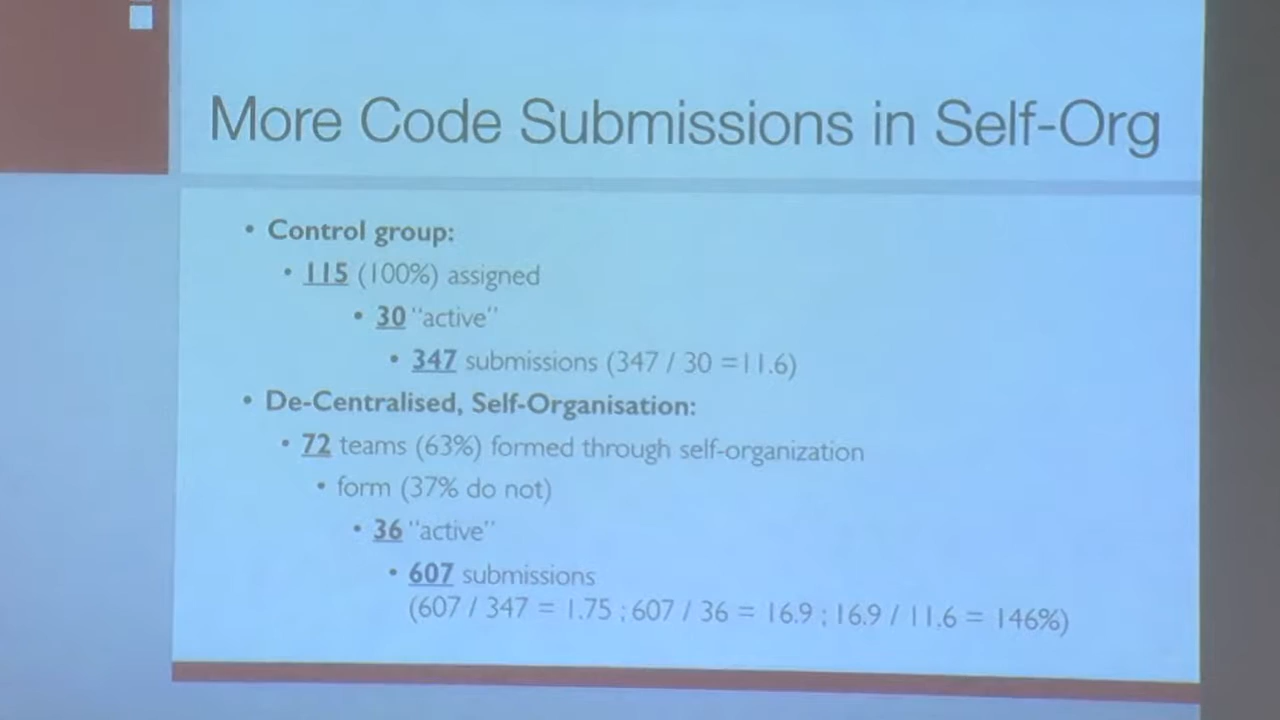 More Code Submissions in Self-Org
• Control group:
• 115 (100%) assigned
• 30 "active"
• 347 submissions (347 / 30 =11.6)
• De-Centralised, Self-Organisation:
• 72 teams (63%) formed through self-organization
• form (37% do not)
• 36 "active"
• 607 submissions
(607 / 347 = 1.75 ; 607 / 36 = 16.9 ; 16.9 / 11.6 = 146%)